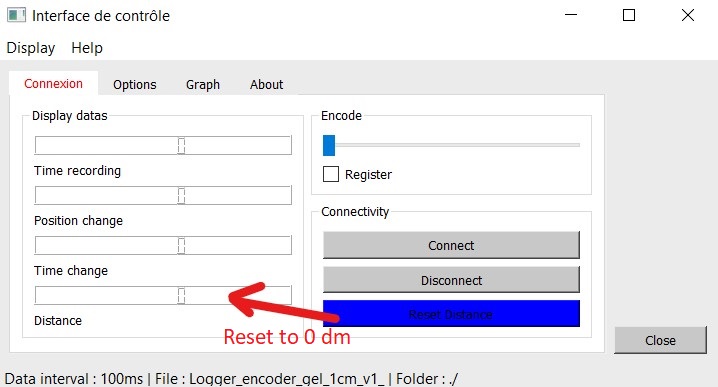 Interface de contrôle
Display Help
Connexion Options Graph About
Display datas
Time recording
Position change
Time change
Distance
Encode
Register
Connectivity
Connect
Disconnect
Reset Distance
Reset to 0 dm
Close
Data interval : 100ms | File : Logger_encoder_gel_1cm_v1_ | Folder : ./